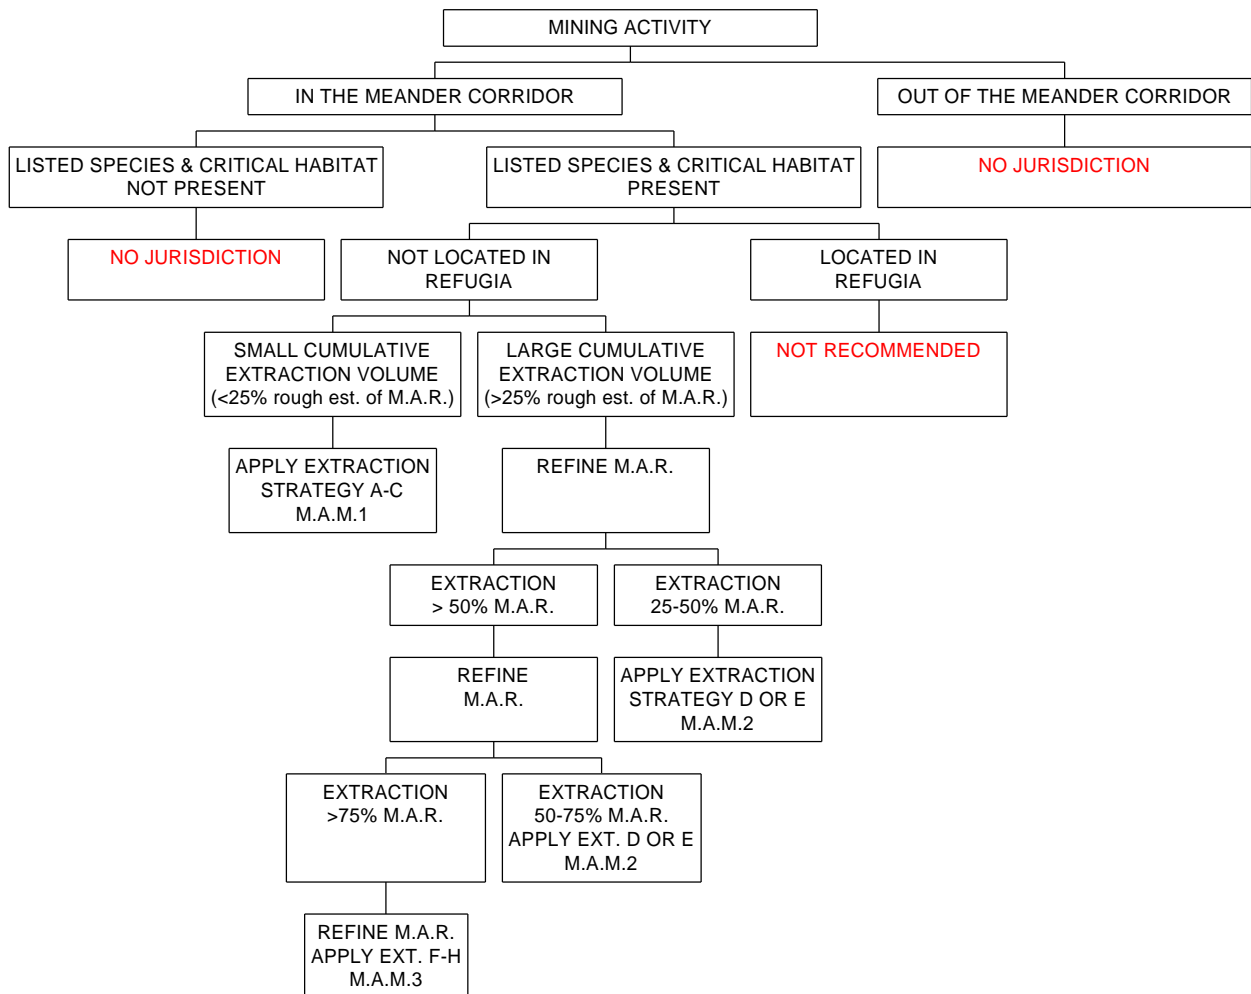 MINING ACTIVITY
IN THE MEANDER CORRIDOR
OUT OF THE MEANDER CORRIDOR
LISTED SPECIES & CRITICAL HABITAT
NOT PRESENT
LISTED SPECIES & CRITICAL HABITAT
PRESENT
NO JURISDICTION
NO JURISDICTION
NOT LOCATED IN
REFUGIA
LOCATED IN
REFUGIA
SMALL CUMULATIVE
EXTRACTION VOLUME
(<25% rough est. of M.A.R.)
LARGE CUMULATIVE
EXTRACTION VOLUME
(>25% rough est. of M.A.R.)
NOT RECOMMENDED
APPLY EXTRACTION
STRATEGY A-C
M.A.M.1
REFINE M.A.R.
EXTRACTION
> 50% M.A.R.
EXTRACTION
25-50% M.A.R.
REFINE
M.A.R.
APPLY EXTRACTION
STRATEGY D OR E
M.A.M.2
EXTRACTION
>75% M.A.R.
EXTRACTION
50-75% M.A.R.
APPLY EXT. D OR E
M.A.M.2
REFINE M.A.R.
APPLY EXT. F-H
M.A.M.3